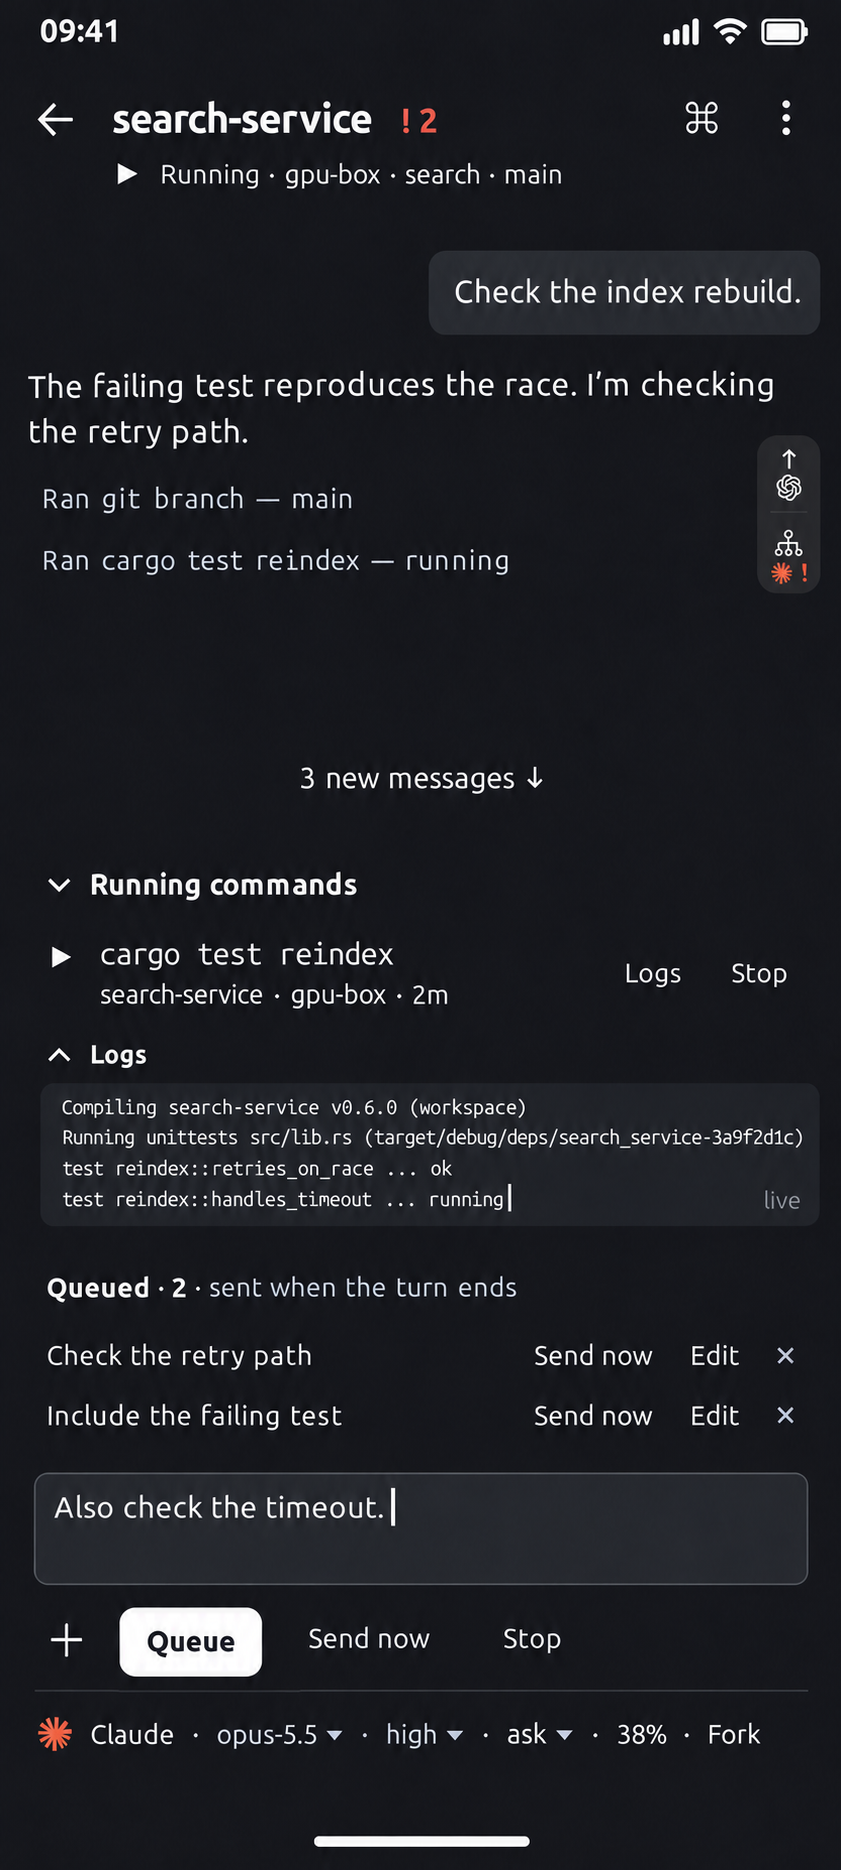 09:41
search-service ! 2
Running · gpu-box · search · main
Check the index rebuild.
The failing test reproduces the race. I’m checking
the retry path.
Ran git branch — main
Ran cargo test reindex — running
!
3 new messages ↓
Running commands
cargo test reindex
search-service · gpu-box · 2m
Logs Stop
Logs
Compiling search-service v0.6.0 (workspace)
Running unittests src/lib.rs (target/debug/deps/search_service-3a9f2d1c)
test reindex::retries_on_race ... ok
test reindex::handles_timeout ... running
live
Queued · 2 · sent when the turn ends
Check the retry path Send now Edit ×
Include the failing test Send now Edit ×
Also check the timeout.
+ Queue Send now Stop
Claude · opus-5.5 · high · ask · 38% · Fork